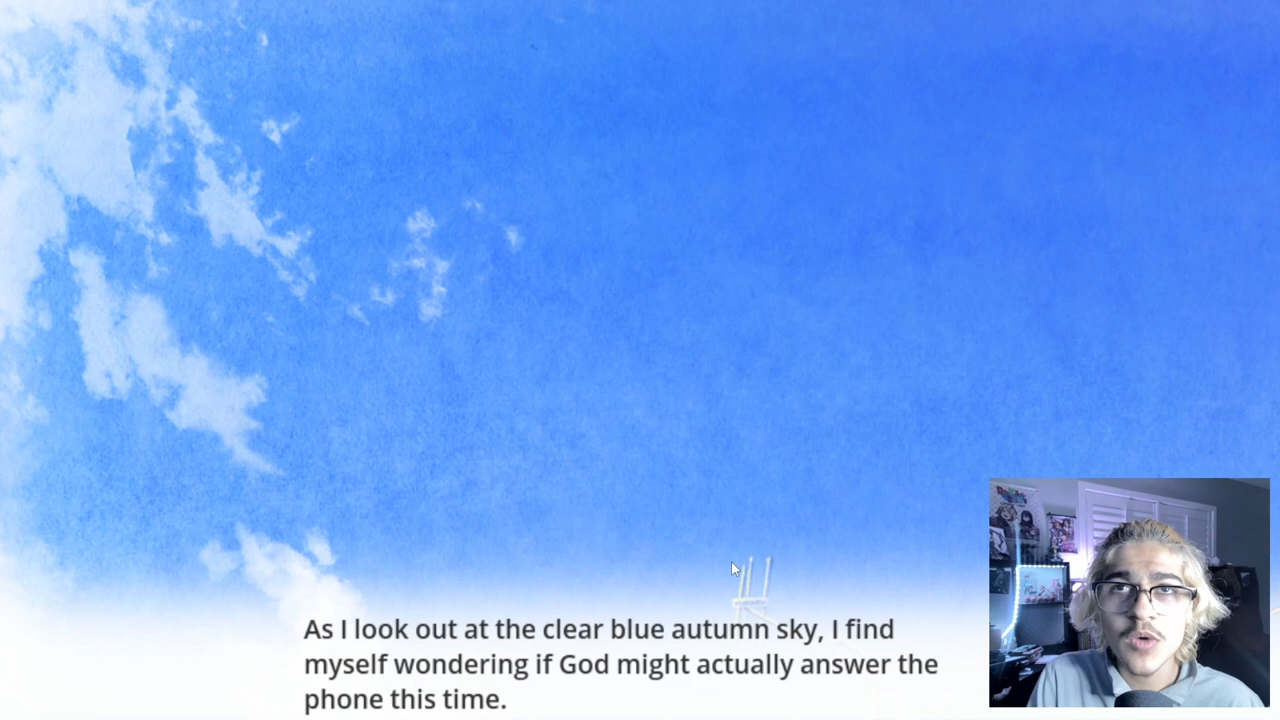 As I look out at the clear blue autumn sky, I find
myself wondering if God might actually answer the
phone this time.